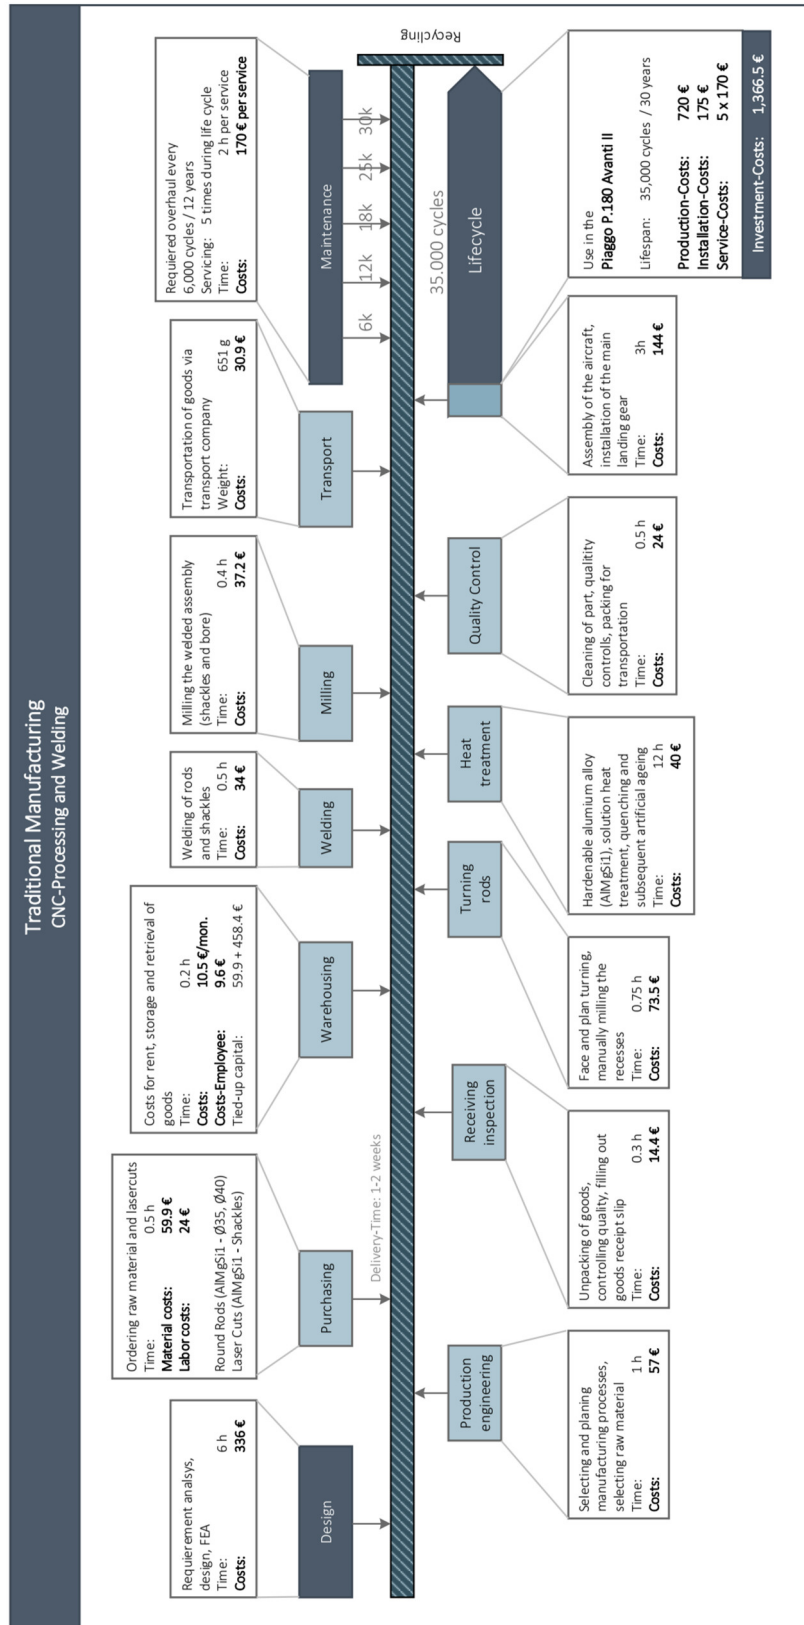 Traditional Manufacturing
CNC-Processing and Welding
Requierement analsys,
design, FEA
Time: 6 h
Costs: 336 €
Design
Ordering raw material and lasercuts
Time: 0.5 h
Material costs: 59.9 €
Labor costs: 24 €
Round Rods (AlMgSi1 - Ø35, Ø40)
Laser Cuts (AlMgSi1 - Shackles)
Purchasing
Costs for rent, storage and retrieval of
goods
Time: 0.2 h
Costs: 10.5 €/mon.
Costs-Employee: 9.6 €
Tied-up capital: 59.9 + 458.4 €
Warehousing
Welding of rods
and shackles
Time: 0.5 h
Costs: 34 €
Welding
Milling the welded assembly
(shackles and bore)
Time: 0.4 h
Costs: 37.2 €
Milling
Transportation of goods via
transport company
Weight: 651 g
Costs: 30.9 €
Transport
Requiered overhaul every
6,000 cycles / 12 years
Servicing: 5 times during life cycle
Time: 2 h per service
Costs: 170 € per service
Maintenance
6k 12k 18k 25k 30k
Delivery-Time: 1-2 weeks
Recycling
Production
engineering
Selecting and planing
manufacturing processes,
selecting raw material
Time: 1 h
Costs: 57 €
Receiving
inspection
Unpacking of goods,
controlling quality, filling out
goods receipt slip
Time: 0.3 h
Costs: 14.4 €
Turning
rods
Face and plan turning,
manually milling the
recesses
Time: 0.75 h
Costs: 73.5 €
Heat
treatment
Hardenable alumium alloy
(AlMgSi1), solution heat
treatment, quenching and
subsequent artificial ageing
Time: 12 h
Costs: 40 €
Quality Control
Cleaning of part, qualitity
controlls, packing for
transportation
Time: 0.5 h
Costs: 24 €
Assembly of the aircraft,
installation of the main
landing gear
Time: 3h
Costs: 144 €
35.000 cycles
Lifecycle
Use in the
Piaggo P.180 Avanti II
Lifespan: 35,000 cycles / 30 years
Production-Costs: 720 €
Installation-Costs: 175 €
Service-Costs: 5 x 170 €
Investment-Costs: 1,366.5 €